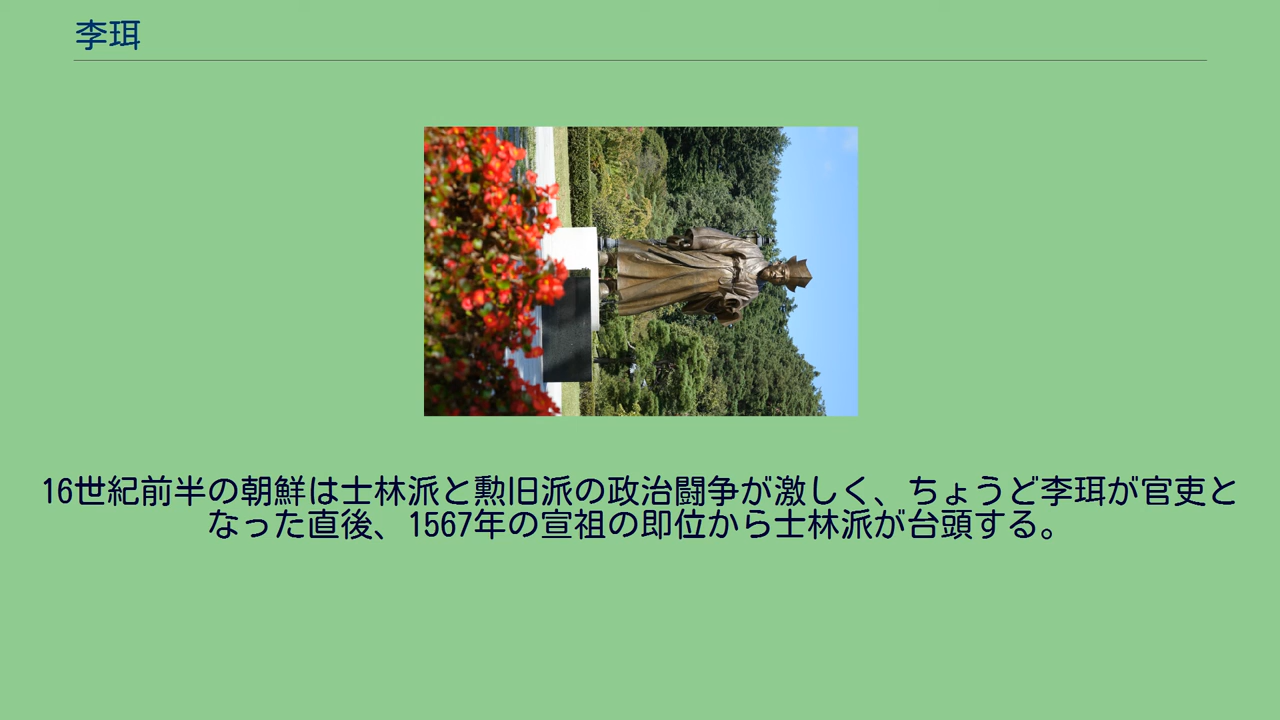 李珥
16世紀前半の朝鮮は士林派と勲旧派の政治闘争が激しく、ちょうど李珥が官吏と
なった直後、1567年の宣祖の即位から士林派が台頭する。